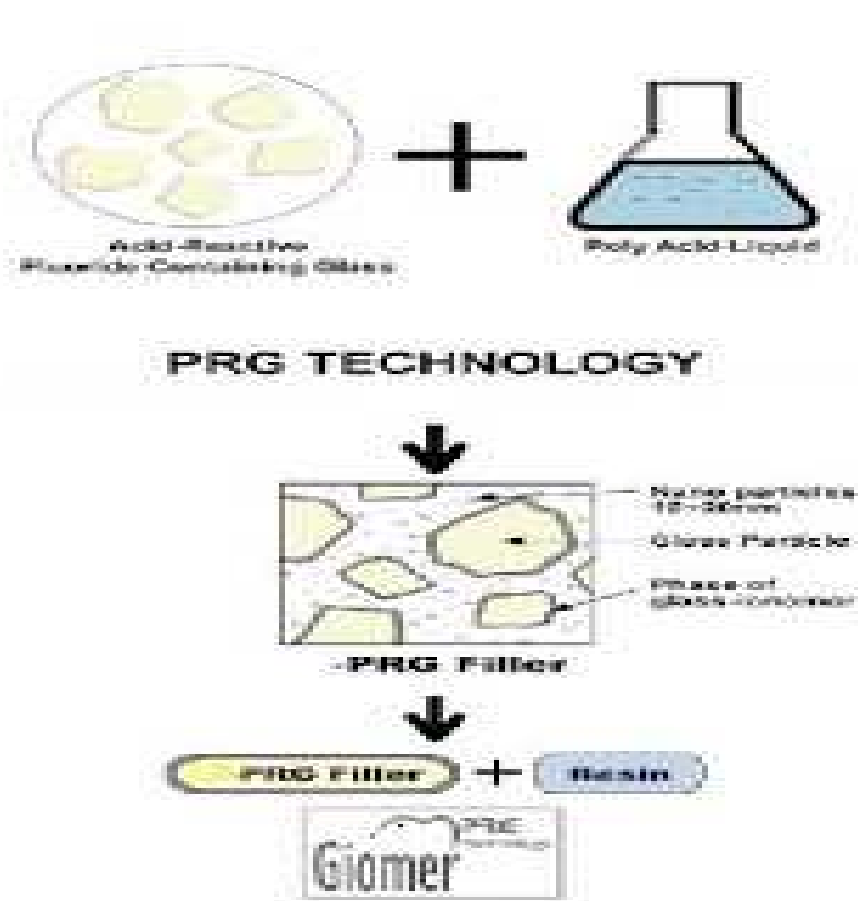 Acid-Reactive
Fluoride-Containing Glass
Poly Acid Liquid
PRG TECHNOLOGY
Nano particles
Glass Particle
Phase of
glass-ionomer
-PRG Filler
-PRG Filler + Resin
Giomer